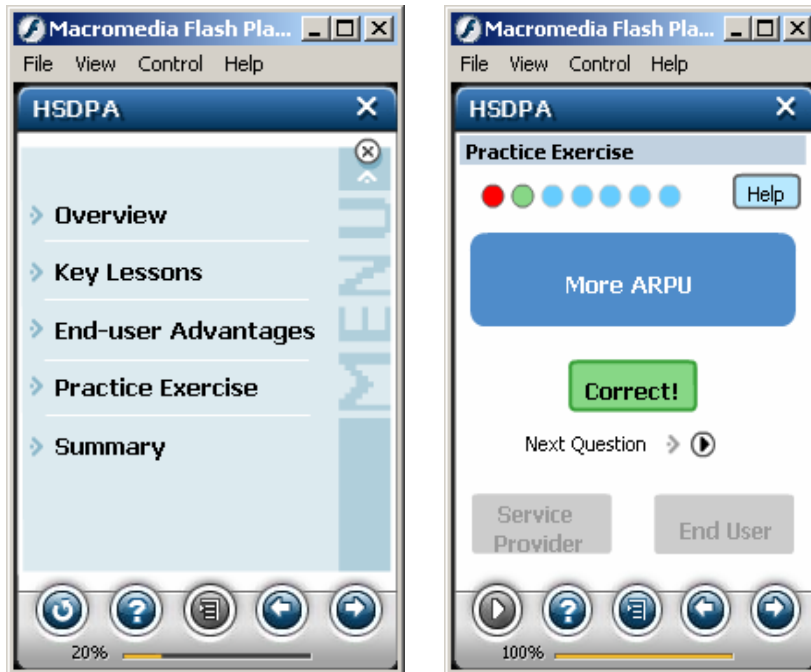 Macromedia Flash Pla...
File View Control Help
HSDPA
Overview
Key Lessons
End-user Advantages
Practice Exercise
Summary
MENU
20%
Macromedia Flash Pla...
File View Control Help
HSDPA
Practice Exercise
Help
More ARPU
Correct!
Next Question
Service
Provider
End User
100%